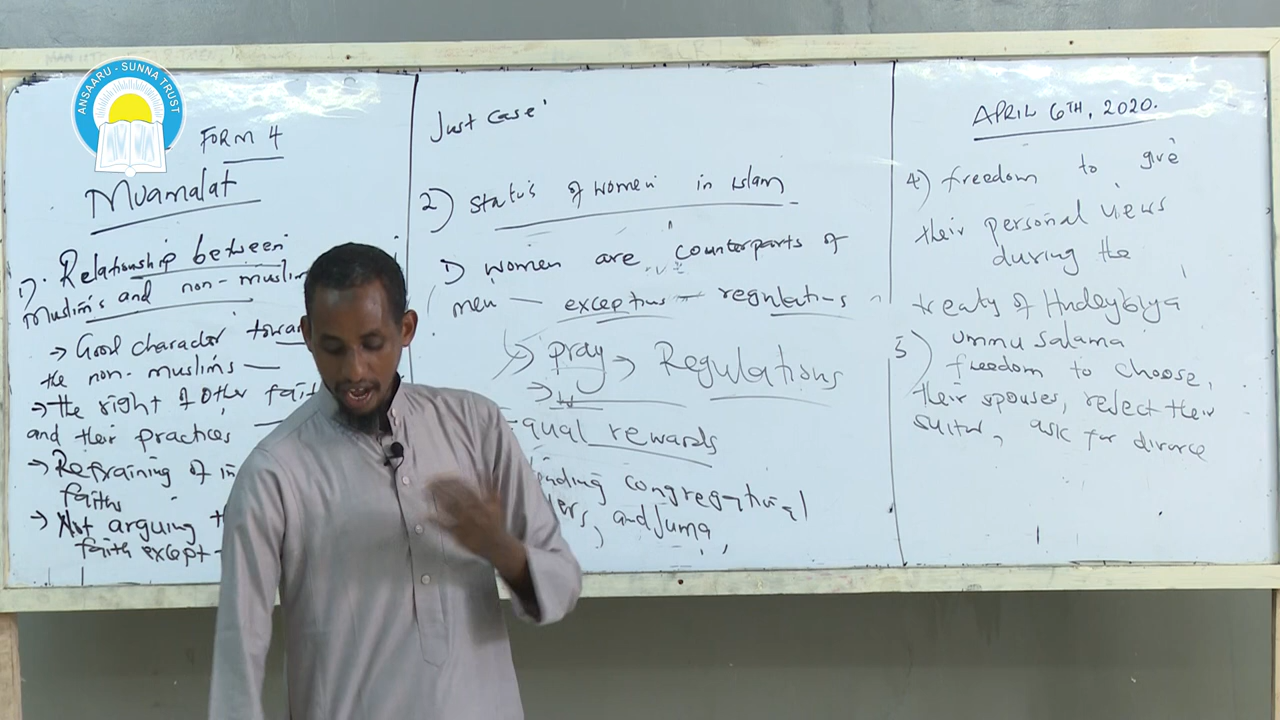 ANSAARU - SUNNA TRUST
FORM 4
Muamalat
1). Relationship between
Muslims and non-muslim
→ Good character towar
the non-muslims —
→ the right of other fait
and their practices
→ Refraining of in
faiths
→ Not arguing t
faith except
Just case'
2) Status of women in islam
1) women are counterparts of
men — exceptions — regulations
→ pray → Regulations
→
qual rewards
nding congregational
ers, and Juma,
APRIL 6TH, 2020.
4) freedom to give
their personal views
during the
treaty of Hudeybiya
ummu salama
5) freedom to choose,
their spouses, reject their
suitor, ask for divorce